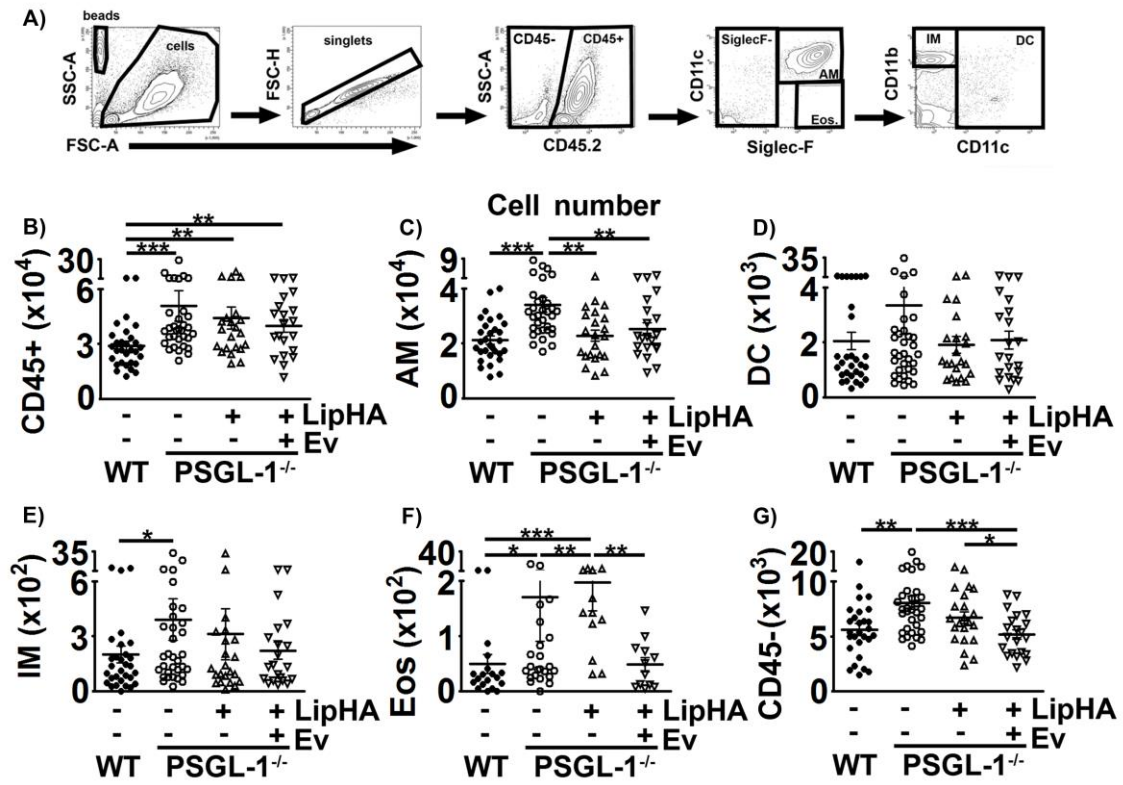 A)
beads
cells
SSC-A
FSC-A
singlets
FSC-H
CD45-
CD45+
SSC-A
CD45.2
SiglecF-
AM
Eos.
CD11c
Siglec-F
IM
DC
CD11b
CD11c
Cell number
B)
CD45+ (x10⁴)
30
6
3
0
***
**
**
- - + + LipHA
- - - + Ev
WT PSGL-1⁻/⁻
C)
AM (x10⁴)
9
4
2
0
***
**
**
- - + + LipHA
- - - + Ev
WT PSGL-1⁻/⁻
D)
DC (x10³)
35
4
2
0
- - + + LipHA
- - - + Ev
WT PSGL-1⁻/⁻
E)
IM (x10²)
35
6
3
0
*
- - + + LipHA
- - - + Ev
WT PSGL-1⁻/⁻
F)
Eos (x10²)
40
2
1
0
***
* ** **
- - + + LipHA
- - - + Ev
WT PSGL-1⁻/⁻
G)
CD45-(x10³)
20
10
5
0
** ***
*
- - + + LipHA
- - - + Ev
WT PSGL-1⁻/⁻